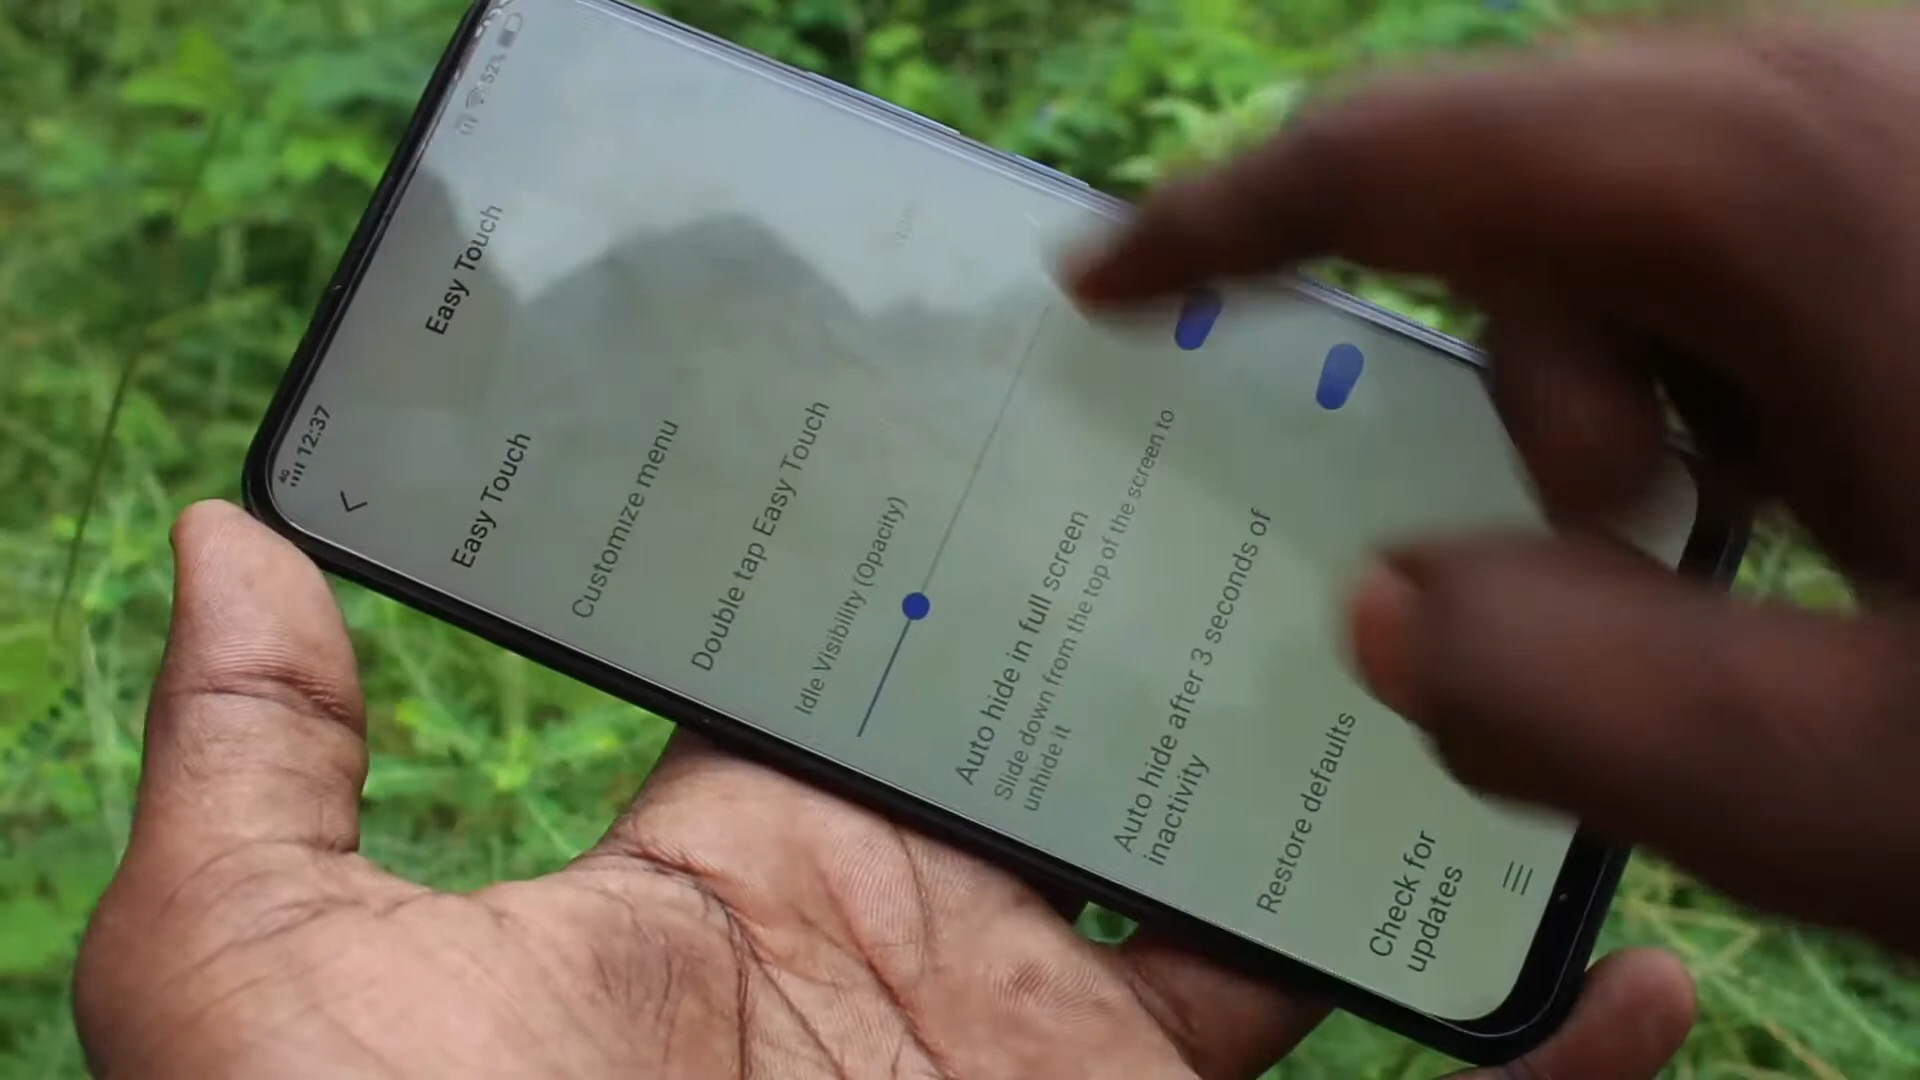 4G 12:37
52%
Easy Touch
Easy Touch
Customize menu
Double tap Easy Touch
Idle Visibility (Opacity)
Auto hide in full screen
Slide down from the top of the screen to
unhide it
Auto hide after 3 seconds of
inactivity
Restore defaults
Check for
updates